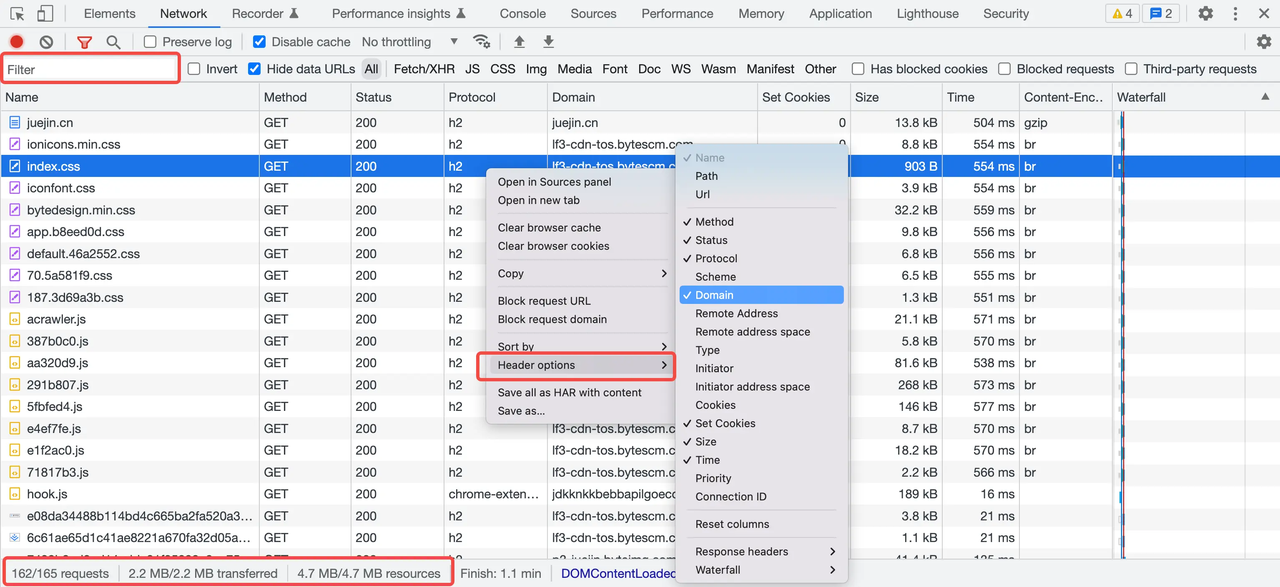 Elements Network Recorder Performance insights Console Sources Performance Memory Application Lighthouse Security 4 2
Preserve log Disable cache No throttling
Filter Invert Hide data URLs All Fetch/XHR JS CSS Img Media Font Doc WS Wasm Manifest Other Has blocked cookies Blocked requests Third-party requests
Name Method Status Protocol Domain Set Cookies Size Time Content-Enc.. Waterfall
juejin.cn GET 200 h2 juejin.cn 0 13.8 kB 504 ms gzip
ionicons.min.css GET 200 h2 lf3-cdn-tos.bytescm.com 0 8.8 kB 554 ms br
index.css GET 200 h2 lf3-cdn-tos.bytescm.c 903 B 554 ms br
iconfont.css GET 200 h2 3.9 kB 554 ms br
bytedesign.min.css GET 200 h2 32.2 kB 559 ms br
app.b8eed0d.css GET 200 h2 9.8 kB 556 ms br
default.46a2552.css GET 200 h2 6.8 kB 556 ms br
70.5a581f9.css GET 200 h2 6.5 kB 555 ms br
187.3d69a3b.css GET 200 h2 1.3 kB 551 ms br
acrawler.js GET 200 h2 21.1 kB 571 ms br
387b0c0.js GET 200 h2 5.8 kB 570 ms br
aa320d9.js GET 200 h2 81.6 kB 538 ms br
291b807.js GET 200 h2 268 kB 573 ms br
5fbfed4.js GET 200 h2 146 kB 577 ms br
e4ef7fe.js GET 200 h2 lf3-cdn-tos.bytescm.c 8.7 kB 570 ms br
e1f2ac0.js GET 200 h2 lf3-cdn-tos.bytescm.c 18.2 kB 570 ms br
71817b3.js GET 200 h2 lf3-cdn-tos.bytescm.c 2.2 kB 566 ms br
hook.js GET 200 chrome-exten... jdkknkkbebbapilgoecc 189 kB 16 ms
e08da34488b114bd4c665ba2fa520a3... GET 200 h2 lf3-cdn-tos.bytescm.c 3.8 kB 21 ms
6c61ae65d1c41ae8221a670fa32d05a... GET 200 h2 lf3-cdn-tos.bytescm.c 1.1 kB 21 ms
Open in Sources panel
Open in new tab
Clear browser cache
Clear browser cookies
Copy
Block request URL
Block request domain
Sort by
Header options
Save all as HAR with content
Save as...
Name
Path
Url
Method
Status
Protocol
Scheme
Domain
Remote Address
Remote address space
Type
Initiator
Initiator address space
Cookies
Set Cookies
Size
Time
Priority
Connection ID
Reset columns
Response headers
Waterfall
162/165 requests 2.2 MB/2.2 MB transferred 4.7 MB/4.7 MB resources Finish: 1.1 min DOMContentLoaded